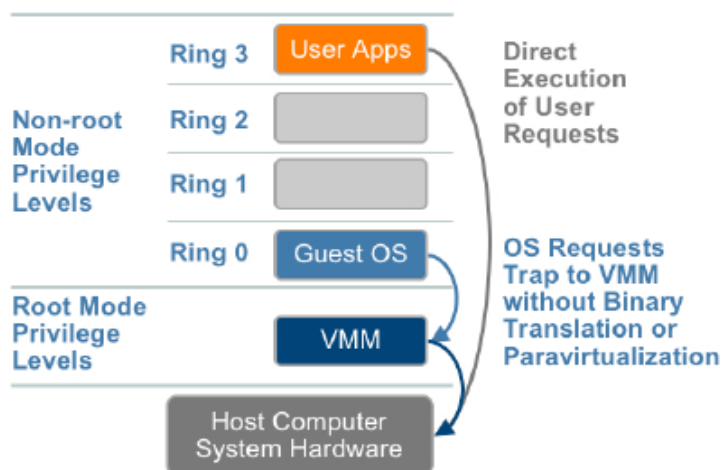 Ring 3
User Apps
Direct
Execution
of User
Requests
Non-root
Mode
Privilege
Levels
Ring 2
Ring 1
Ring 0
Guest OS
OS Requests
Trap to VMM
without Binary
Translation or
Paravirtualization
Root Mode
Privilege
Levels
VMM
Host Computer
System Hardware